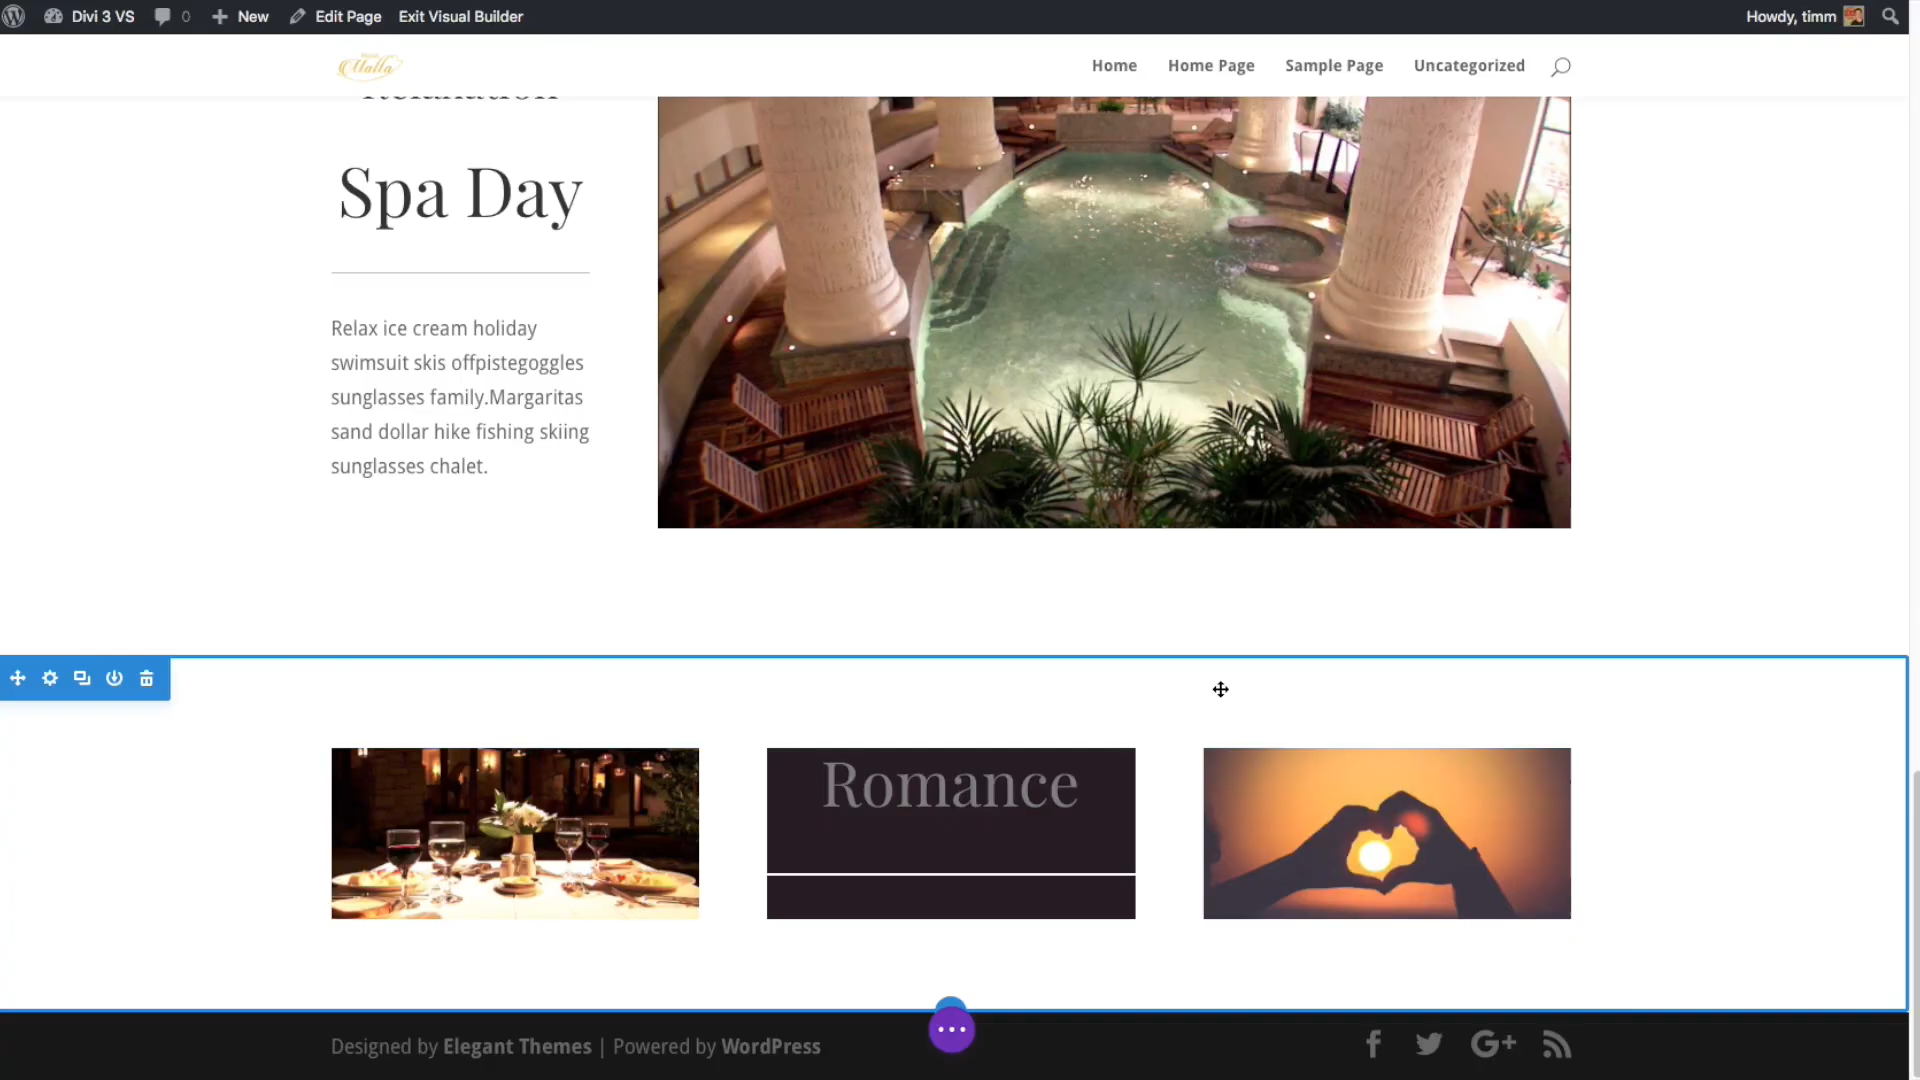 Divi 3 VS
0
New
Edit Page
Exit Visual Builder
Howdy, timm
Home
Home Page
Sample Page
Uncategorized
Relaxation
Spa Day
Relax ice cream holiday
swimsuit skis offpistegoggles
sunglasses family.Margaritas
sand dollar hike fishing skiing
sunglasses chalet.
Romance
Designed by Elegant Themes | Powered by WordPress